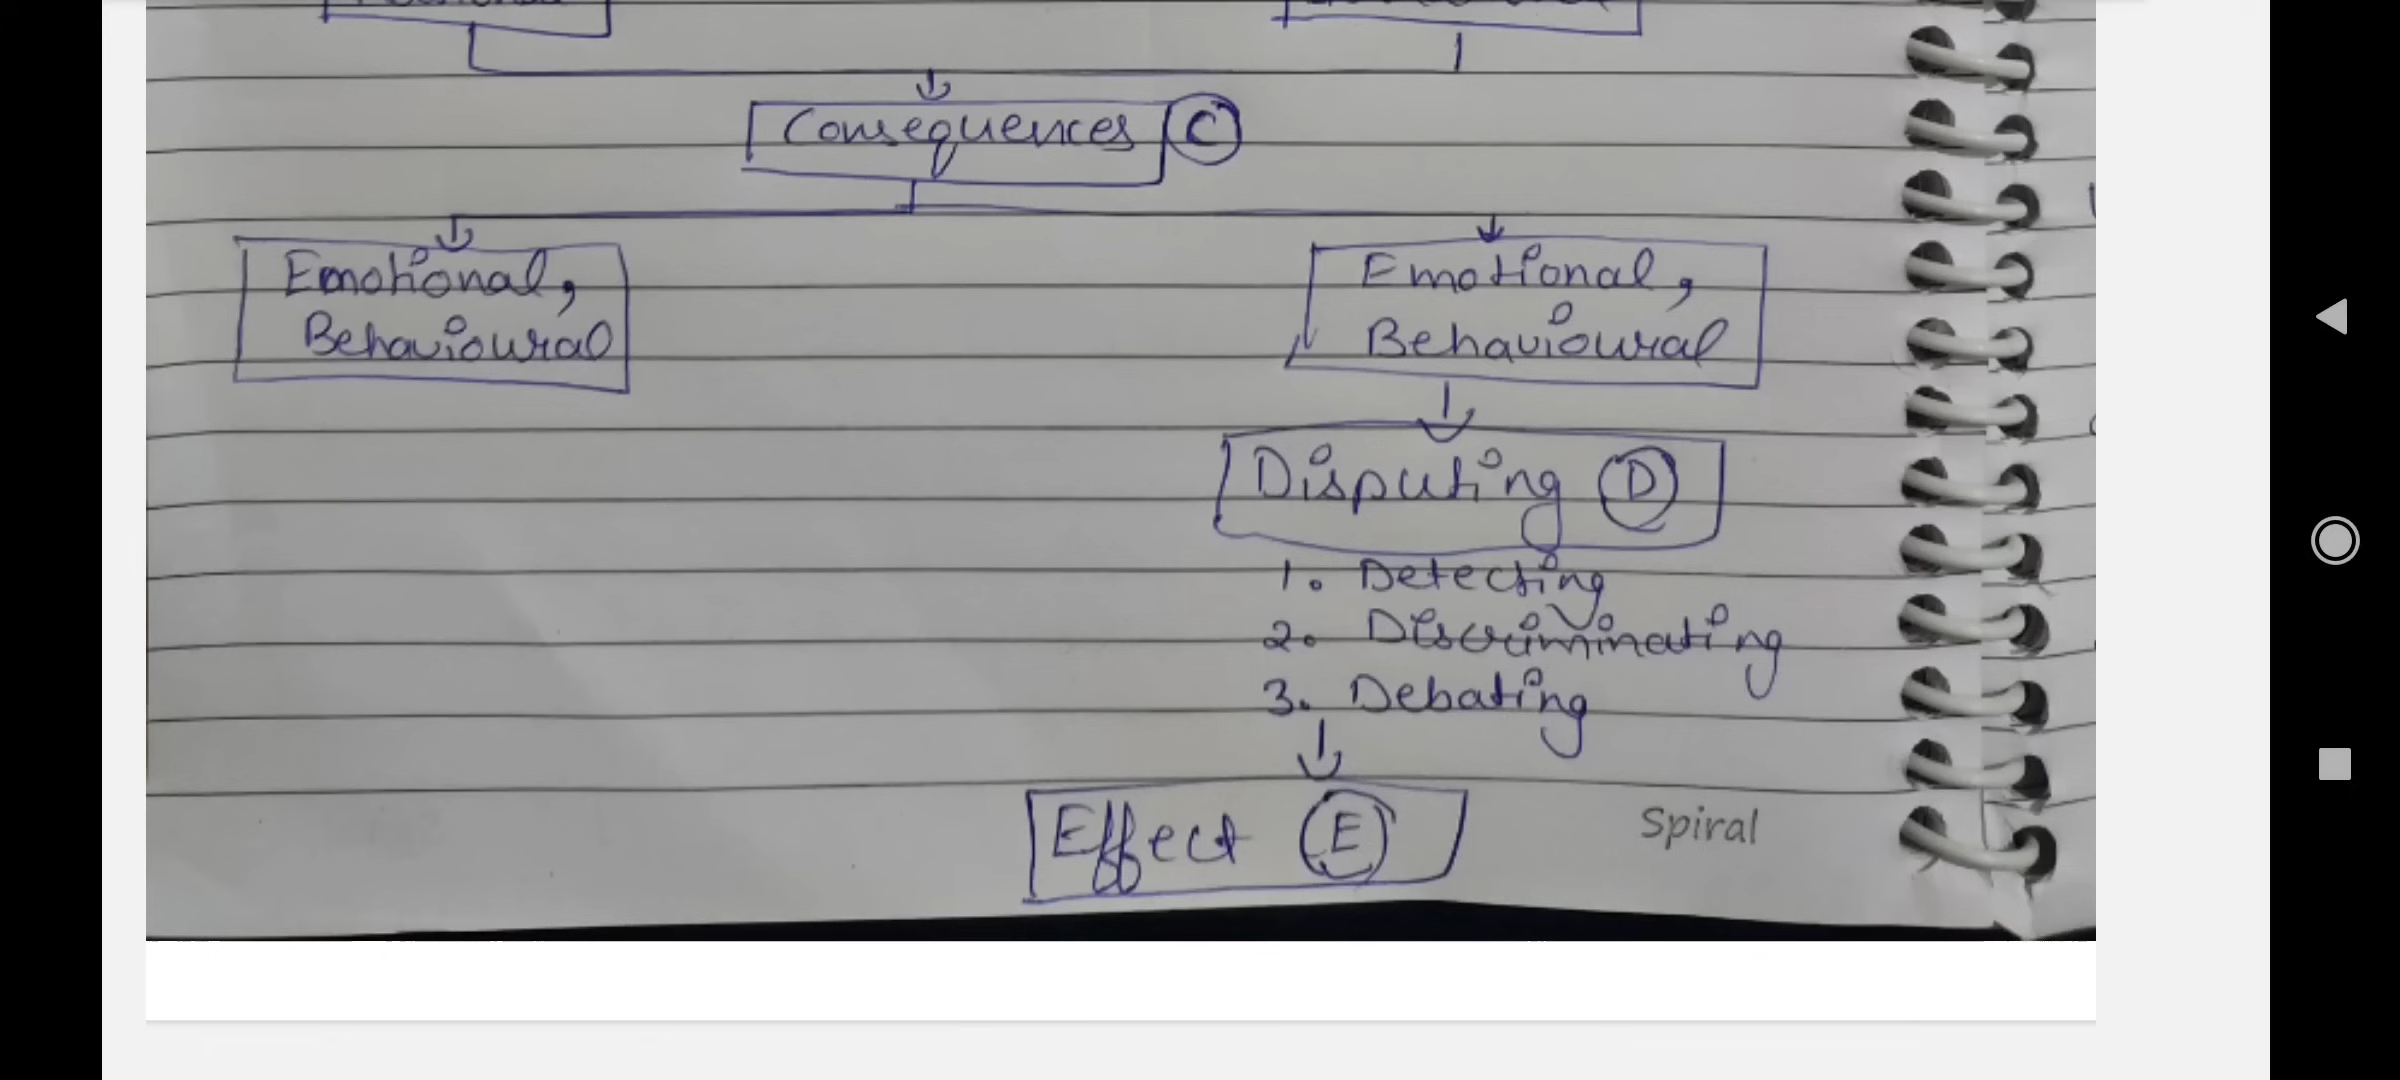 Consequences C
Emotional,
Behavioural
Emotional,
Behavioural
Disputing D
1. Detecting
2. Discriminating
3. Debating
Effect E
Spiral